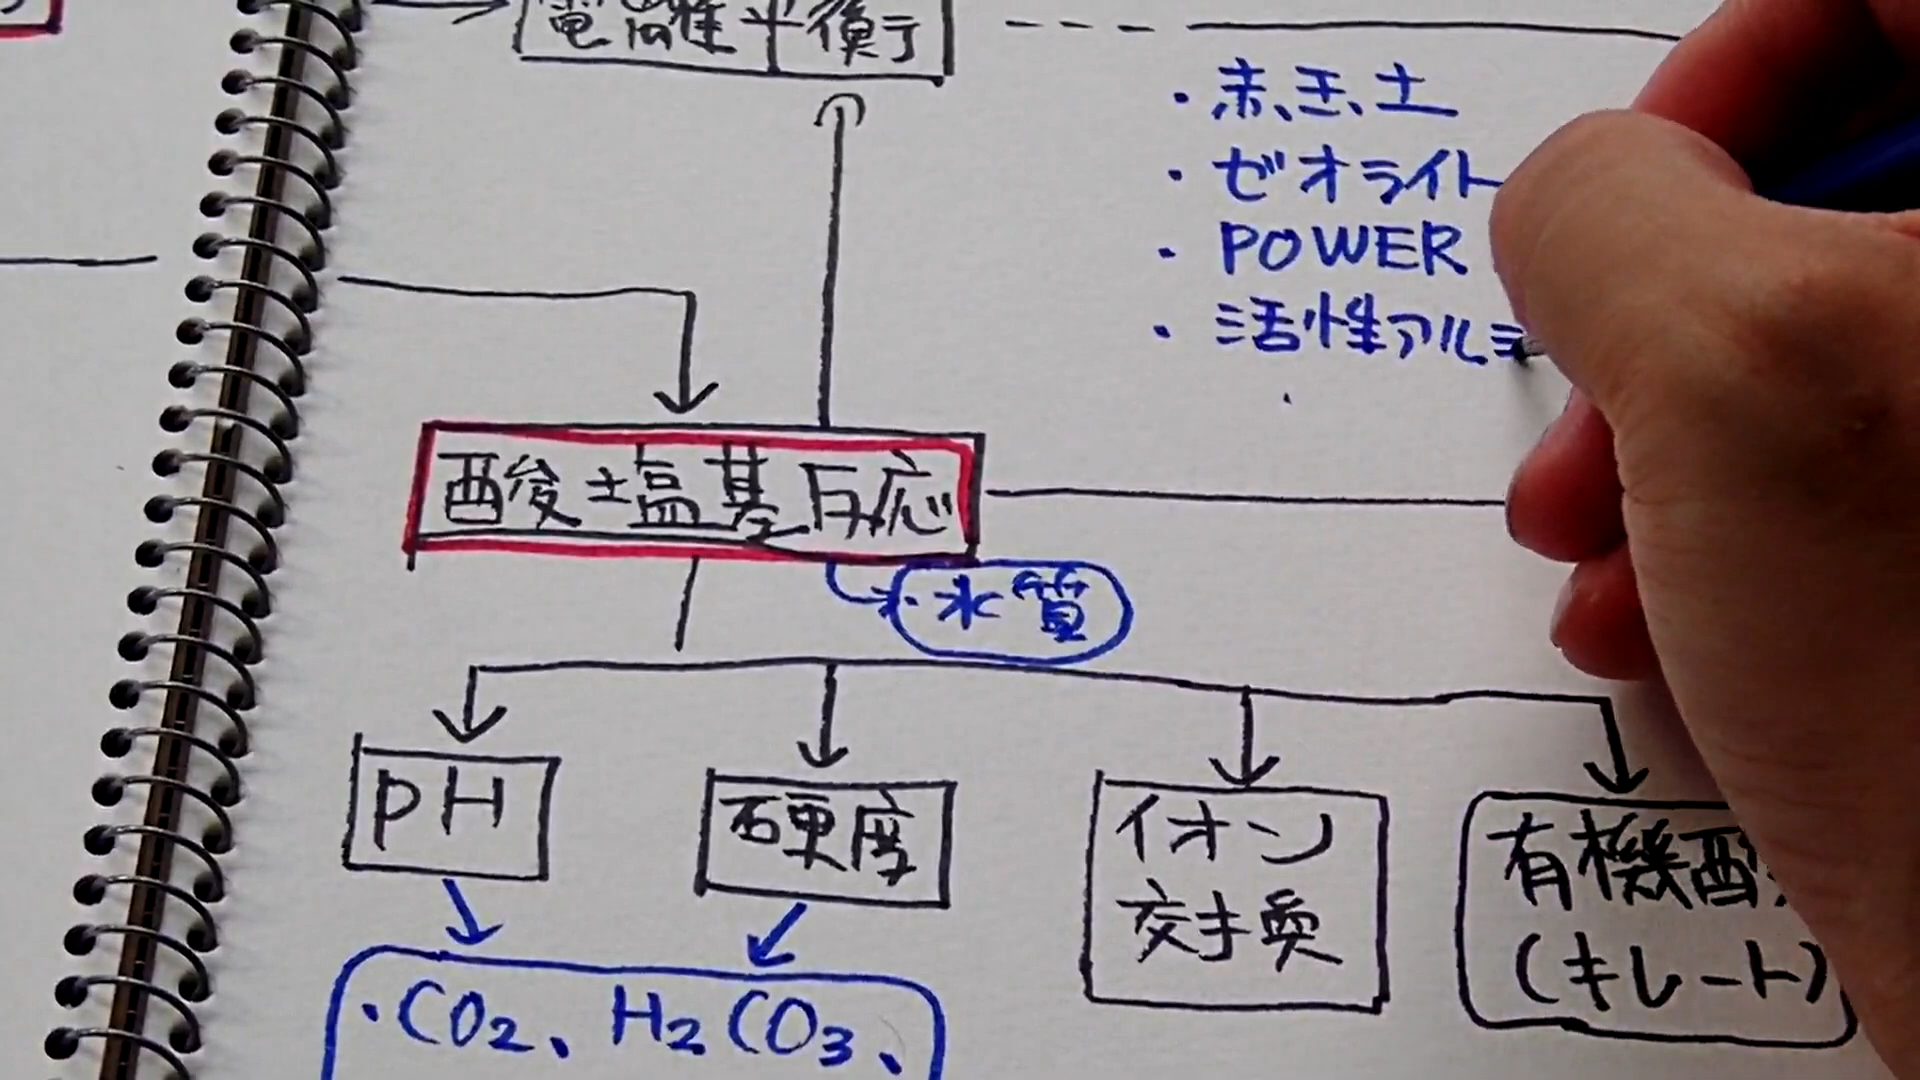 電離平衡
・赤玉土
・ゼオライト
・POWER
・活性アルミ
酸・塩基反応
水質
pH
硬度
イオン
交換
有機酸
(キレート)
・CO2、H2CO3、